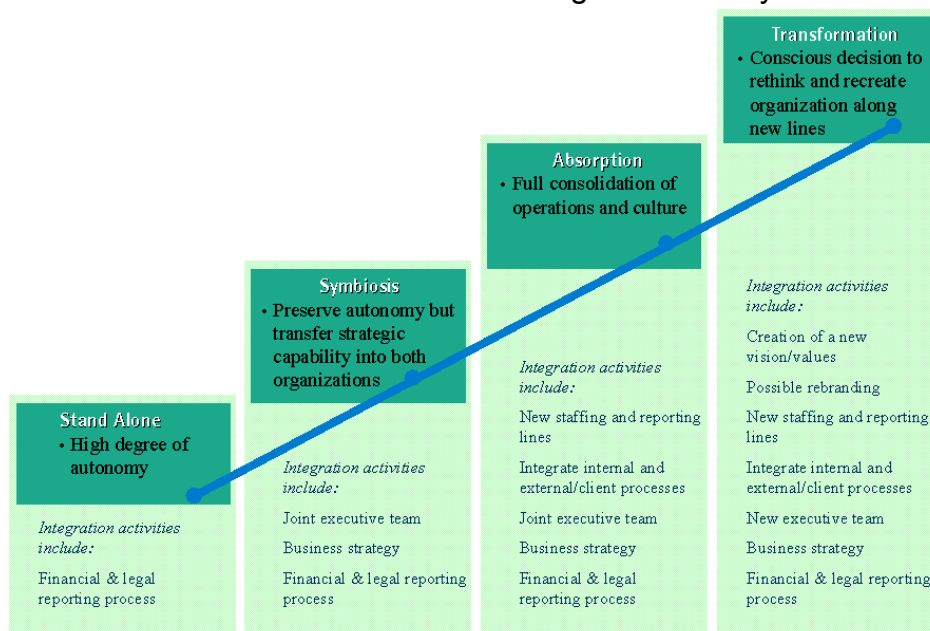 Stand Alone
• High degree of
autonomy
Integration activities
include:
Financial & legal
reporting process
Symbiosis
• Preserve autonomy but
transfer strategic
capability into both
organizations
Integration activities
include:
Joint executive team
Business strategy
Financial & legal reporting
process
Absorption
• Full consolidation of
operations and culture
Integration activities
include:
New staffing and reporting
lines
Integrate internal and
external/client processes
Joint executive team
Business strategy
Financial & legal
reporting process
Transformation
• Conscious decision to
rethink and recreate
organization along
new lines
Integration activities
include:
Creation of a new
vision/values
Possible rebranding
New staffing and reporting
lines
Integrate internal and
external/client processes
New executive team
Business strategy
Financial & legal reporting
process